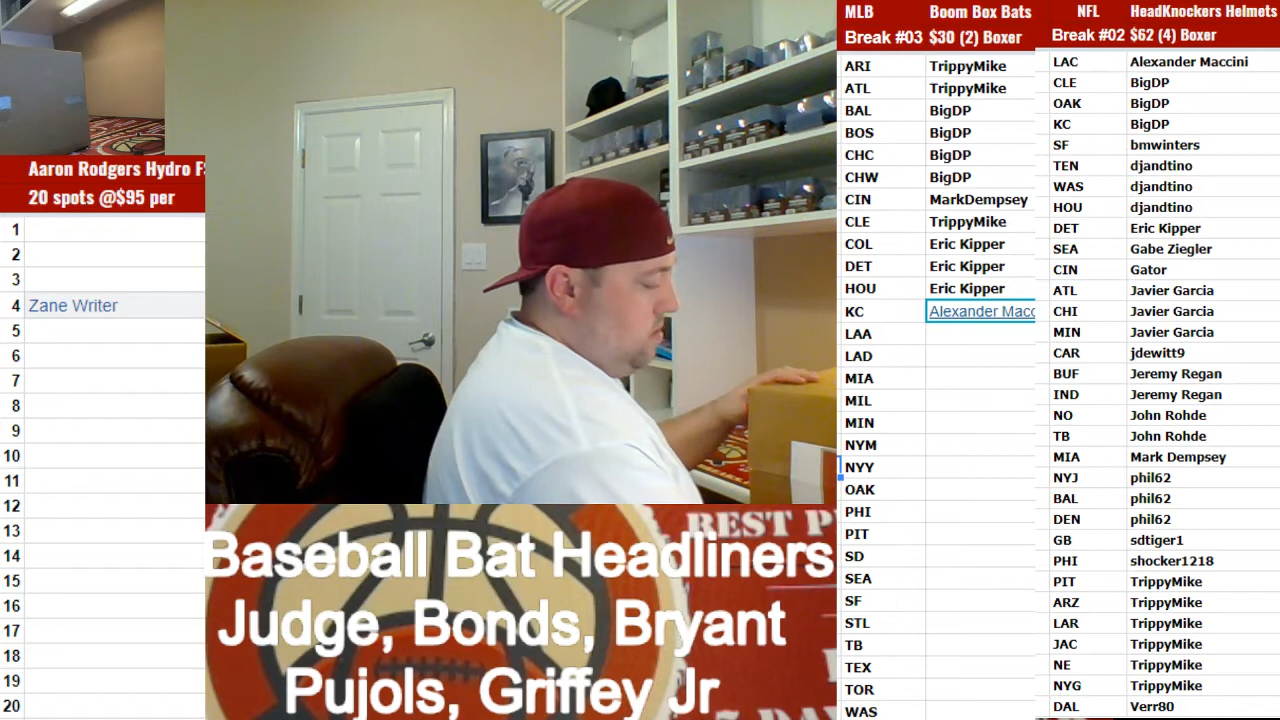 Aaron Rodgers Hydro
20 spots @$95 per
1
2
3
4 Zane Writer
5
6
7
8
9
10
11
12
13
14
15
16
17
18
19
20
Baseball Bat Headliners
Judge, Bonds, Bryant
Pujols, Griffey Jr
BEST
MLB Boom Box Bats
Break #03 $30 (2) Boxer
ARI TrippyMike
ATL TrippyMike
BAL BigDP
BOS BigDP
CHC BigDP
CHW BigDP
CIN MarkDempsey
CLE TrippyMike
COL Eric Kipper
DET Eric Kipper
HOU Eric Kipper
KC Alexander Macc
LAA
LAD
MIA
MIL
MIN
NYM
NYY
OAK
PHI
PIT
SD
SEA
SF
STL
TB
TEX
TOR
WAS
NFL HeadKnockers Helmets
Break #02 $62 (4) Boxer
LAC Alexander Maccini
CLE BigDP
OAK BigDP
KC BigDP
SF bmwinters
TEN djandtino
WAS djandtino
HOU djandtino
DET Eric Kipper
SEA Gabe Ziegler
CIN Gator
ATL Javier Garcia
CHI Javier Garcia
MIN Javier Garcia
CAR jdewitt9
BUF Jeremy Regan
IND Jeremy Regan
NO John Rohde
TB John Rohde
MIA Mark Dempsey
NYJ phil62
BAL phil62
DEN phil62
GB sdtiger1
PHI shocker1218
PIT TrippyMike
ARZ TrippyMike
LAR TrippyMike
JAC TrippyMike
NE TrippyMike
NYG TrippyMike
DAL Verr80